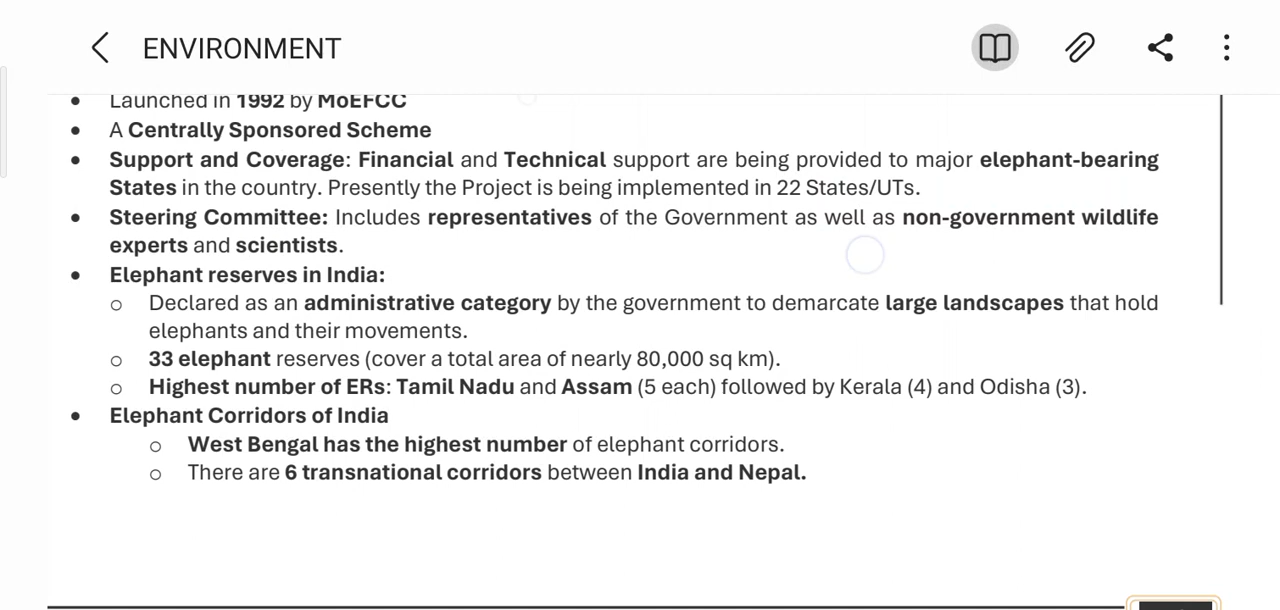 ENVIRONMENT
• Launched in 1992 by MoEFCC
• A Centrally Sponsored Scheme
• Support and Coverage: Financial and Technical support are being provided to major elephant-bearing
States in the country. Presently the Project is being implemented in 22 States/UTs.
• Steering Committee: Includes representatives of the Government as well as non-government wildlife
experts and scientists.
• Elephant reserves in India:
o Declared as an administrative category by the government to demarcate large landscapes that hold
elephants and their movements.
o 33 elephant reserves (cover a total area of nearly 80,000 sq km).
o Highest number of ERs: Tamil Nadu and Assam (5 each) followed by Kerala (4) and Odisha (3).
• Elephant Corridors of India
o West Bengal has the highest number of elephant corridors.
o There are 6 transnational corridors between India and Nepal.